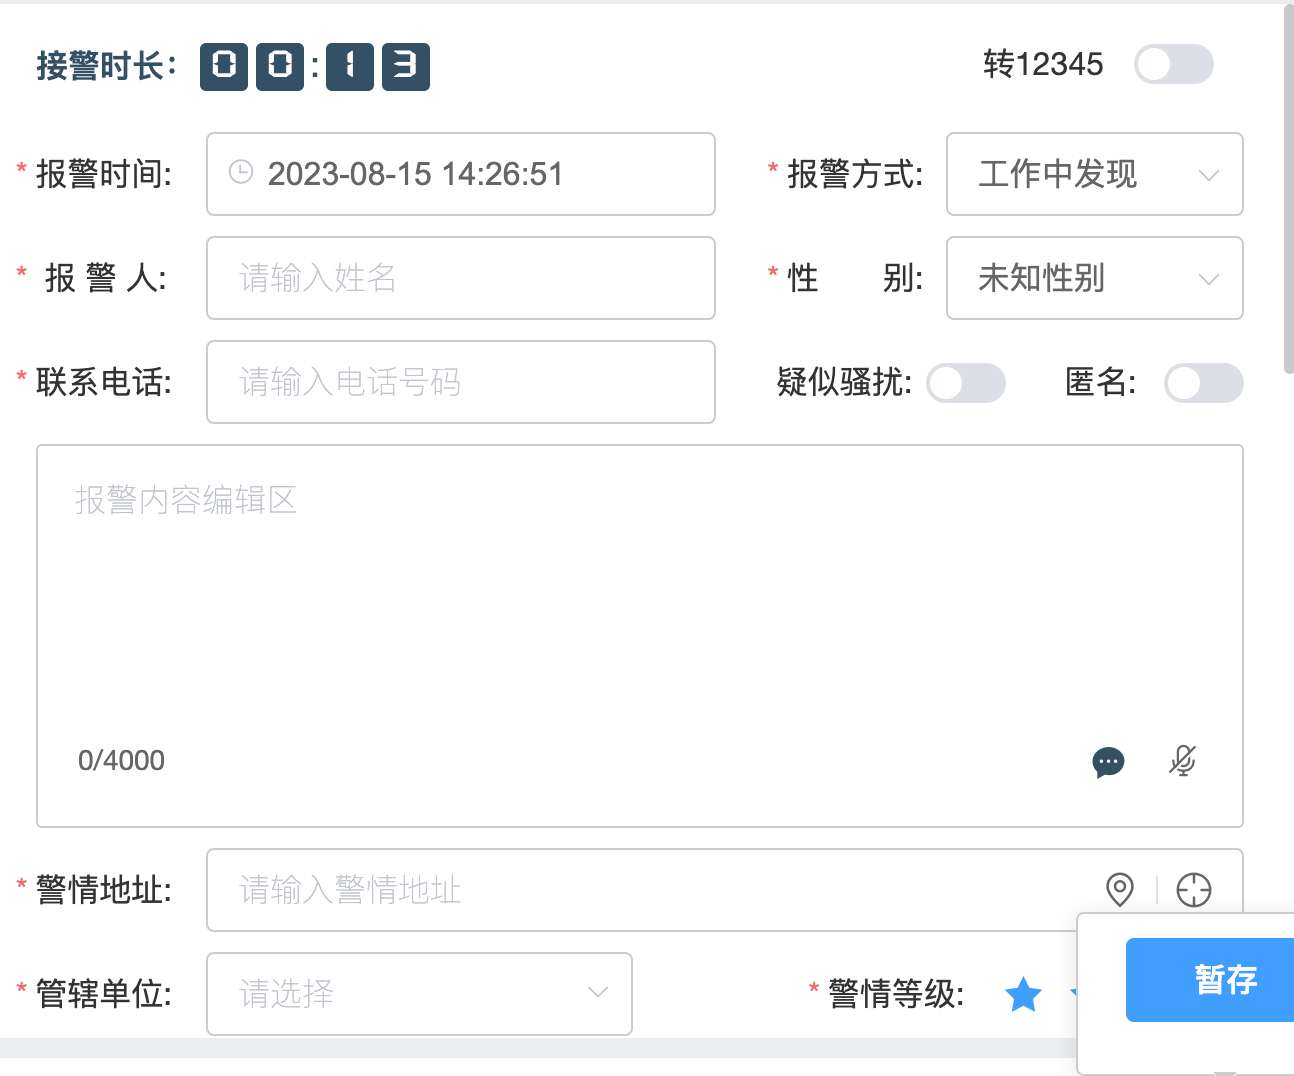 接警时长: 00:13 转12345
* 报警时间: 2023-08-15 14:26:51 * 报警方式: 工作中发现
* 报 警 人: 请输入姓名 * 性 别: 未知性别
* 联系电话: 请输入电话号码 疑似骚扰: 匿名:
报警内容编辑区
0/4000
* 警情地址: 请输入警情地址
* 管辖单位: 请选择 * 警情等级:
暂存